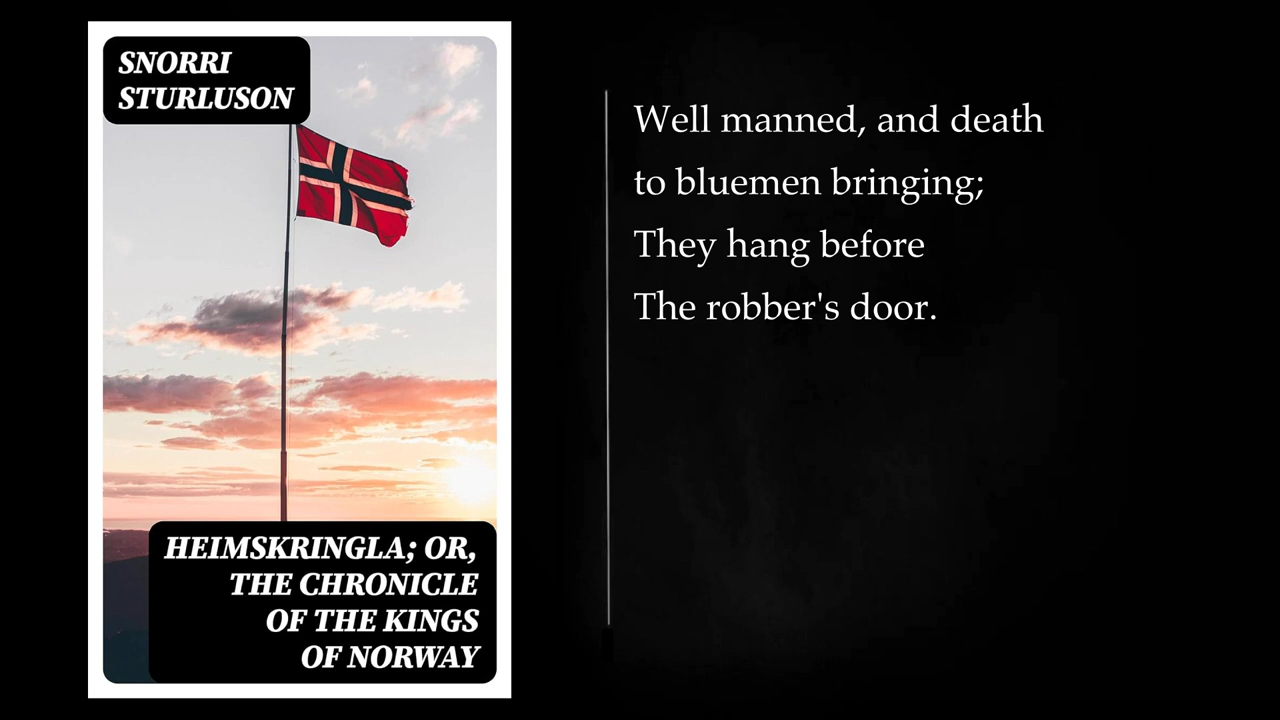 SNORRI
STURLUSON
HEIMSKRINGLA; OR,
THE CHRONICLE
OF THE KINGS
OF NORWAY
Well manned, and death
to bluemen bringing;
They hang before
The robber's door.